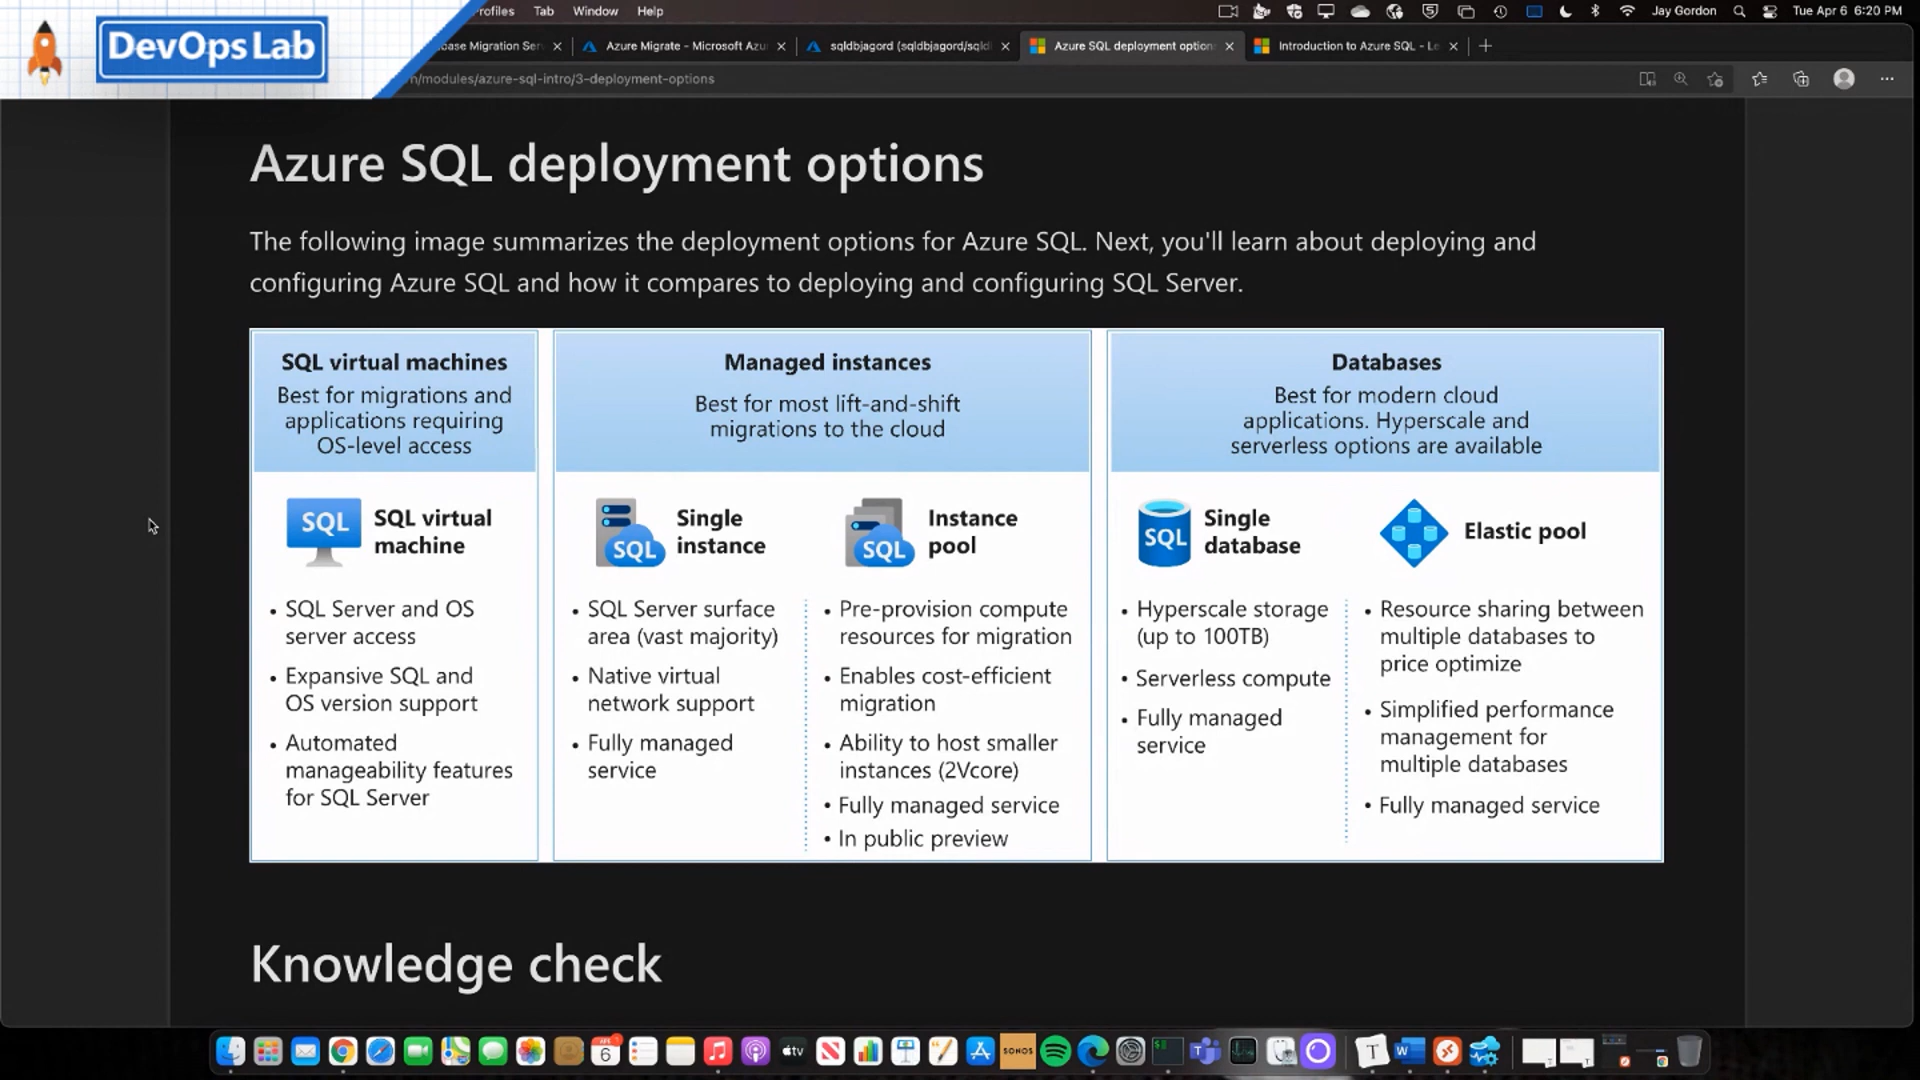 DevOps Lab
rofiles Tab Window Help Jay Gordon Tue Apr 6 6:20 PM
base Migration Ser Azure Migrate - Microsoft Azu sqldbjagord (sqldbjagord/sqld Azure SQL deployment option Introduction to Azure SQL - Le
n/modules/azure-sql-intro/3-deployment-options
Azure SQL deployment options
The following image summarizes the deployment options for Azure SQL. Next, you'll learn about deploying and
configuring Azure SQL and how it compares to deploying and configuring SQL Server.
SQL virtual machines
Best for migrations and
applications requiring
OS-level access
SQL
SQL virtual
machine
• SQL Server and OS
server access
• Expansive SQL and
OS version support
• Automated
manageability features
for SQL Server
Managed instances
Best for most lift-and-shift
migrations to the cloud
SQL
Single
instance
• SQL Server surface
area (vast majority)
• Native virtual
network support
• Fully managed
service
SQL
Instance
pool
• Pre-provision compute
resources for migration
• Enables cost-efficient
migration
• Ability to host smaller
instances (2Vcore)
• Fully managed service
• In public preview
Databases
Best for modern cloud
applications. Hyperscale and
serverless options are available
SQL
Single
database
• Hyperscale storage
(up to 100TB)
• Serverless compute
• Fully managed
service
Elastic pool
• Resource sharing between
multiple databases to
price optimize
• Simplified performance
management for
multiple databases
• Fully managed service
Knowledge check
6 tv SONOS T W